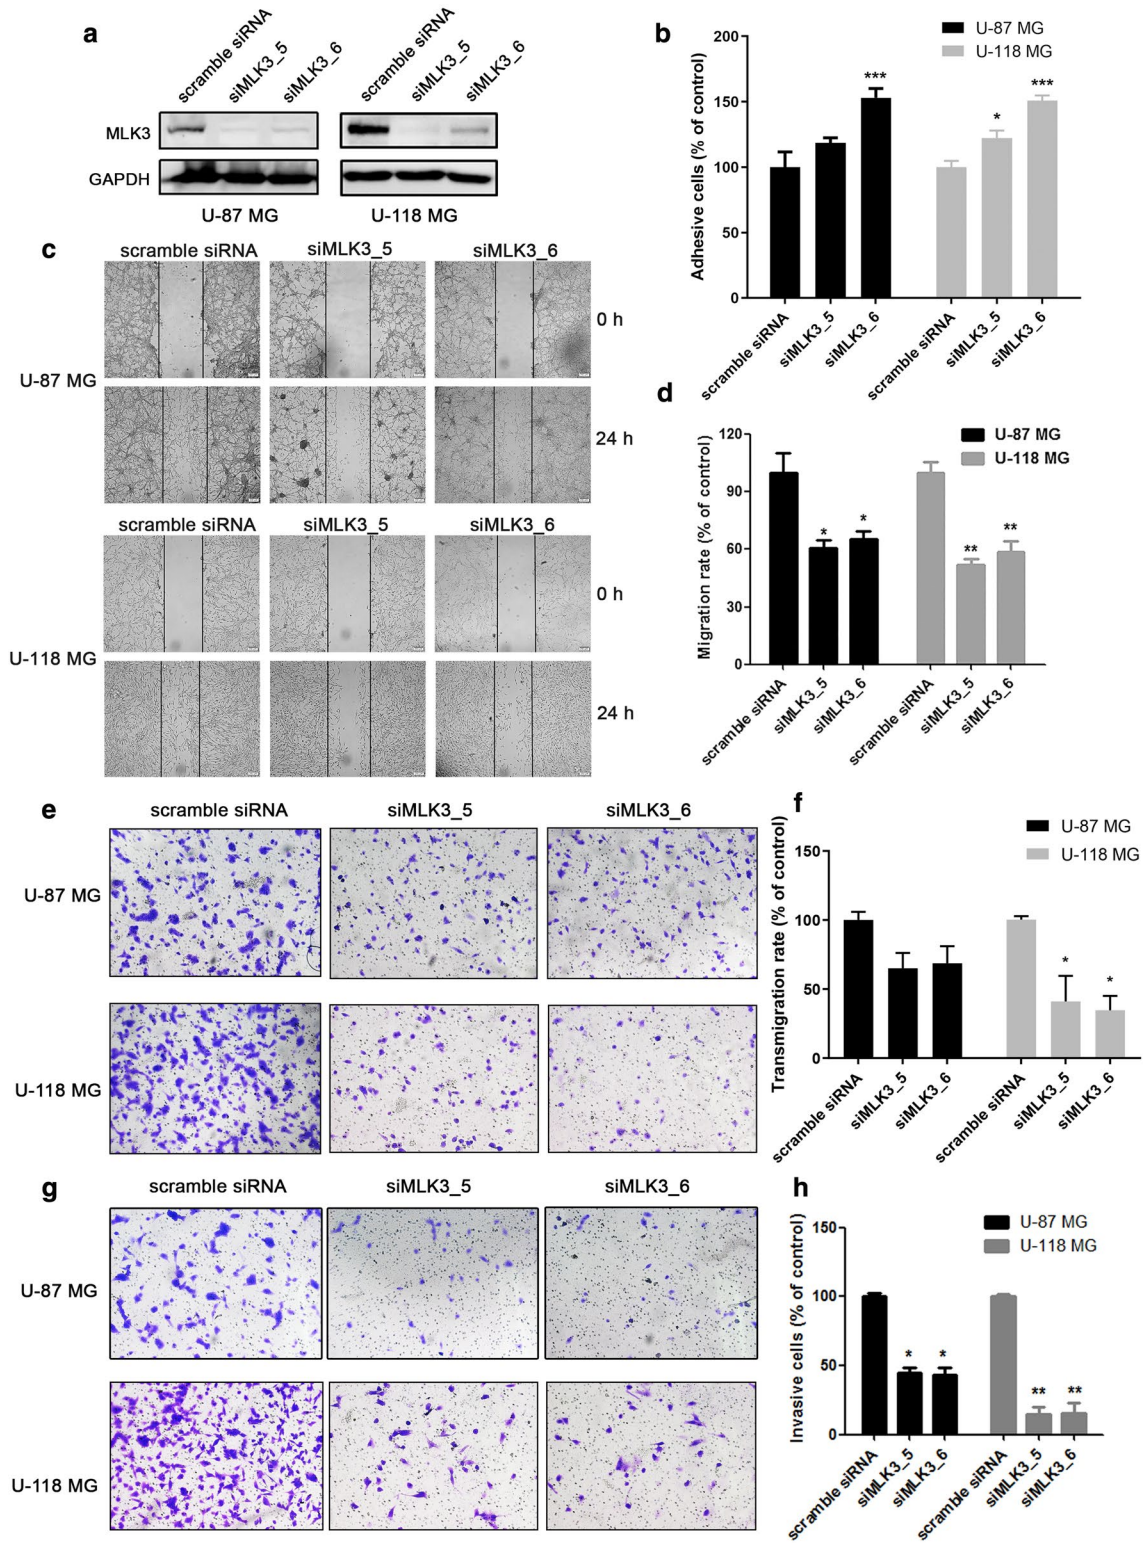 a
scramble siRNA
siMLK3_5
siMLK3_6
scramble siRNA
siMLK3_5
siMLK3_6
MLK3
GAPDH
U-87 MG
U-118 MG
b
U-87 MG
U-118 MG
Adhesive cells (% of control)
200
150
100
50
0
***
*
***
scramble siRNA
siMLK3_5
siMLK3_6
scramble siRNA
siMLK3_5
siMLK3_6
c
scramble siRNA
siMLK3_5
siMLK3_6
0 h
U-87 MG
24 h
scramble siRNA
siMLK3_5
siMLK3_6
0 h
U-118 MG
24 h
d
U-87 MG
U-118 MG
Migration rate (% of control)
120
90
60
30
0
*
*
**
**
scramble siRNA
siMLK3_5
siMLK3_6
scramble siRNA
siMLK3_5
siMLK3_6
e
scramble siRNA
siMLK3_5
siMLK3_6
U-87 MG
U-118 MG
f
U-87 MG
U-118 MG
Transmigration rate (% of control)
150
100
50
0
*
*
scramble siRNA
siMLK3_5
siMLK3_6
scramble siRNA
siMLK3_5
siMLK3_6
g
scramble siRNA
siMLK3_5
siMLK3_6
U-87 MG
U-118 MG
h
U-87 MG
U-118 MG
Invasive cells (% of control)
150
100
50
0
*
*
**
**
scramble siRNA
siMLK3_5
siMLK3_6
scramble siRNA
siMLK3_5
siMLK3_6